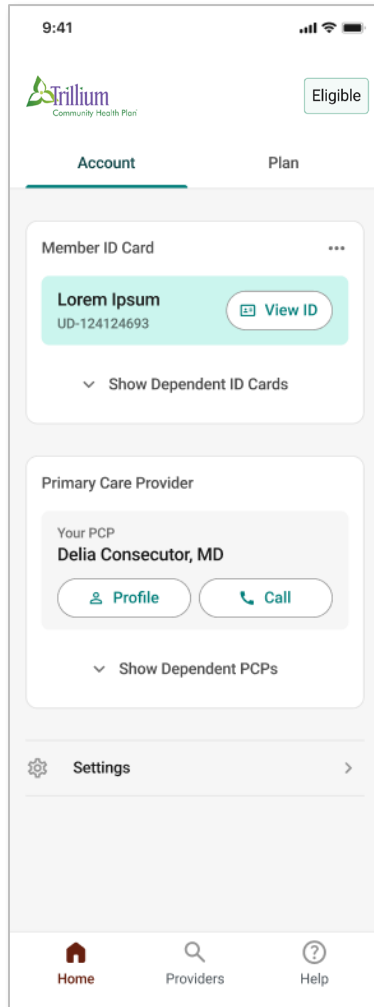 9:41
Trillium
Community Health Plan
Eligible
Account
Plan
Member ID Card
Lorem Ipsum
UD-124124693
View ID
Show Dependent ID Cards
Primary Care Provider
Your PCP
Delia Consecutor, MD
Profile
Call
Show Dependent PCPs
Settings
Home
Providers
Help